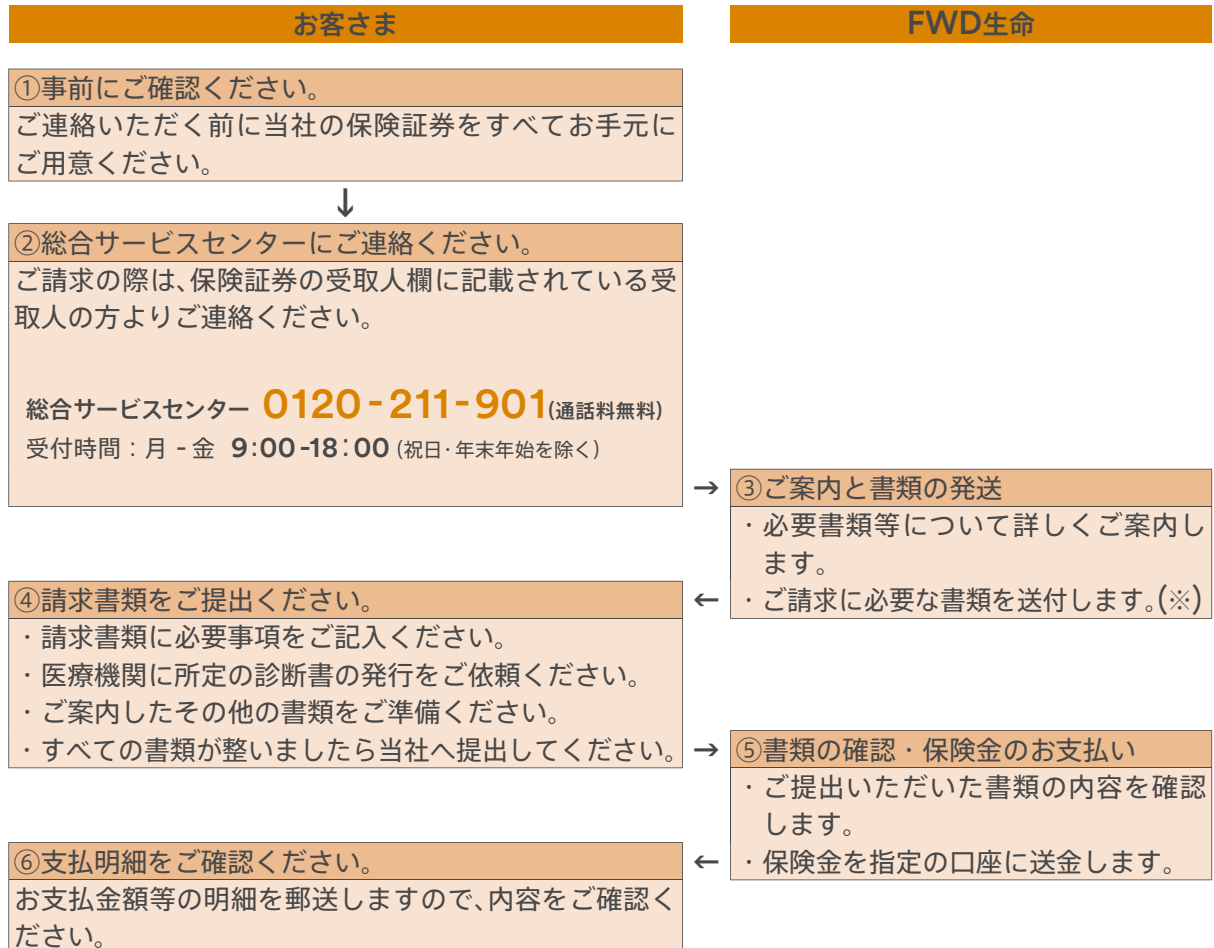 お客さま
FWD生命
①事前にご確認ください。
ご連絡いただく前に当社の保険証券をすべてお手元に
ご用意ください。
↓
②総合サービスセンターにご連絡ください。
ご請求の際は、保険証券の受取人欄に記載されている受
取人の方よりご連絡ください。
総合サービスセンター 0120-211-901(通話料無料)
受付時間：月 - 金 9:00-18:00 (祝日・年末年始を除く)
→
③ご案内と書類の発送
・必要書類等について詳しくご案内し
ます。
・ご請求に必要な書類を送付します。(※)
←
④請求書類をご提出ください。
・請求書類に必要事項をご記入ください。
・医療機関に所定の診断書の発行をご依頼ください。
・ご案内したその他の書類をご準備ください。
・すべての書類が整いましたら当社へ提出してください。
→
⑤書類の確認・保険金のお支払い
・ご提出いただいた書類の内容を確認
します。
・保険金を指定の口座に送金します。
←
⑥支払明細をご確認ください。
お支払金額等の明細を郵送しますので、内容をご確認く
ださい。